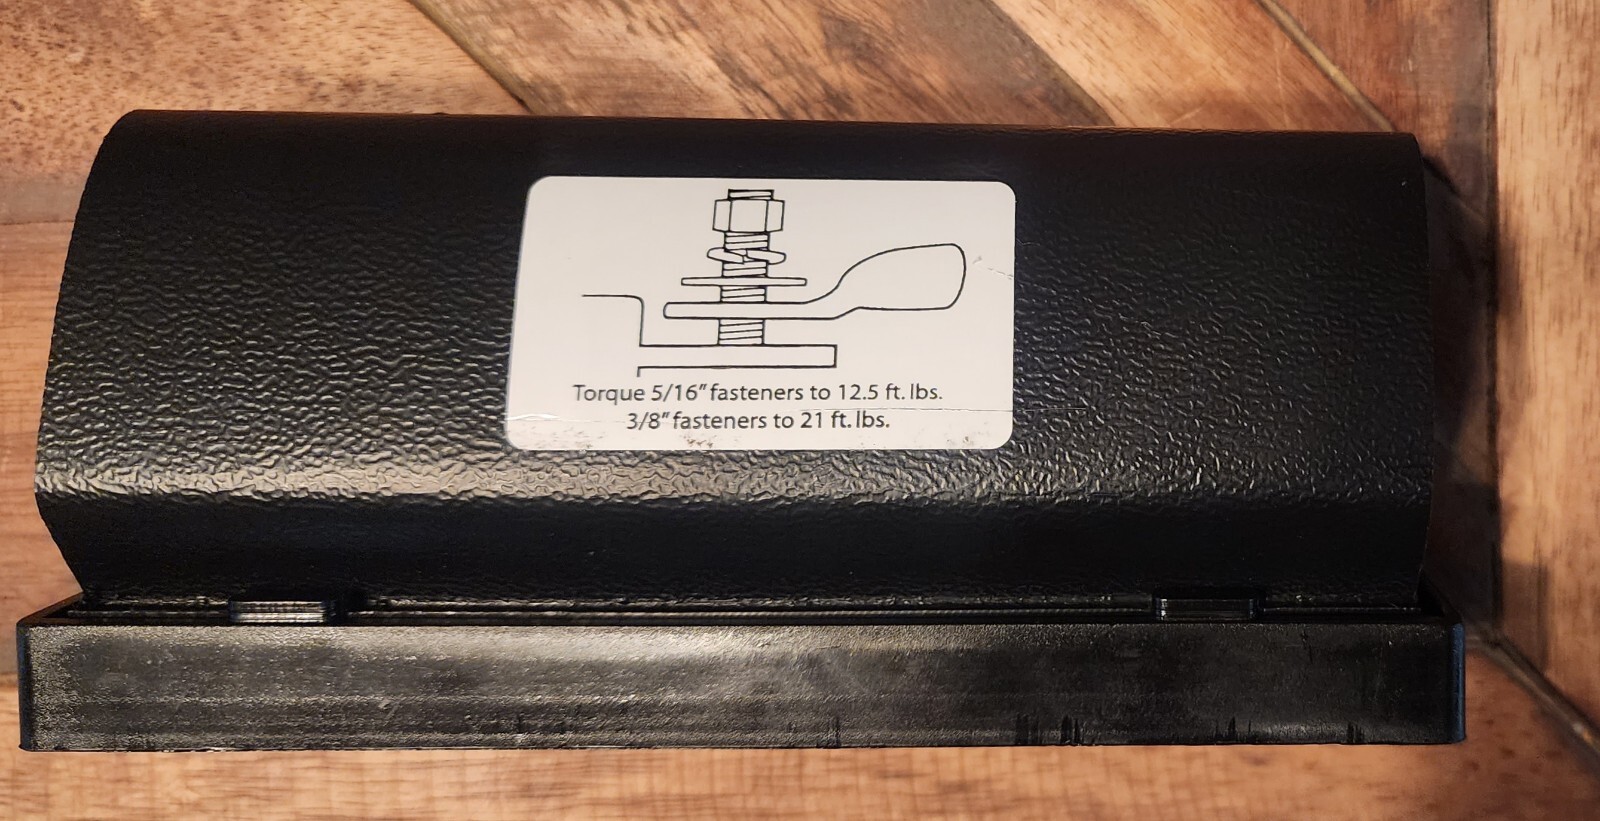 Torque 5/16" fasteners to 12.5 ft. lbs.
3/8" fasteners to 21 ft. lbs.